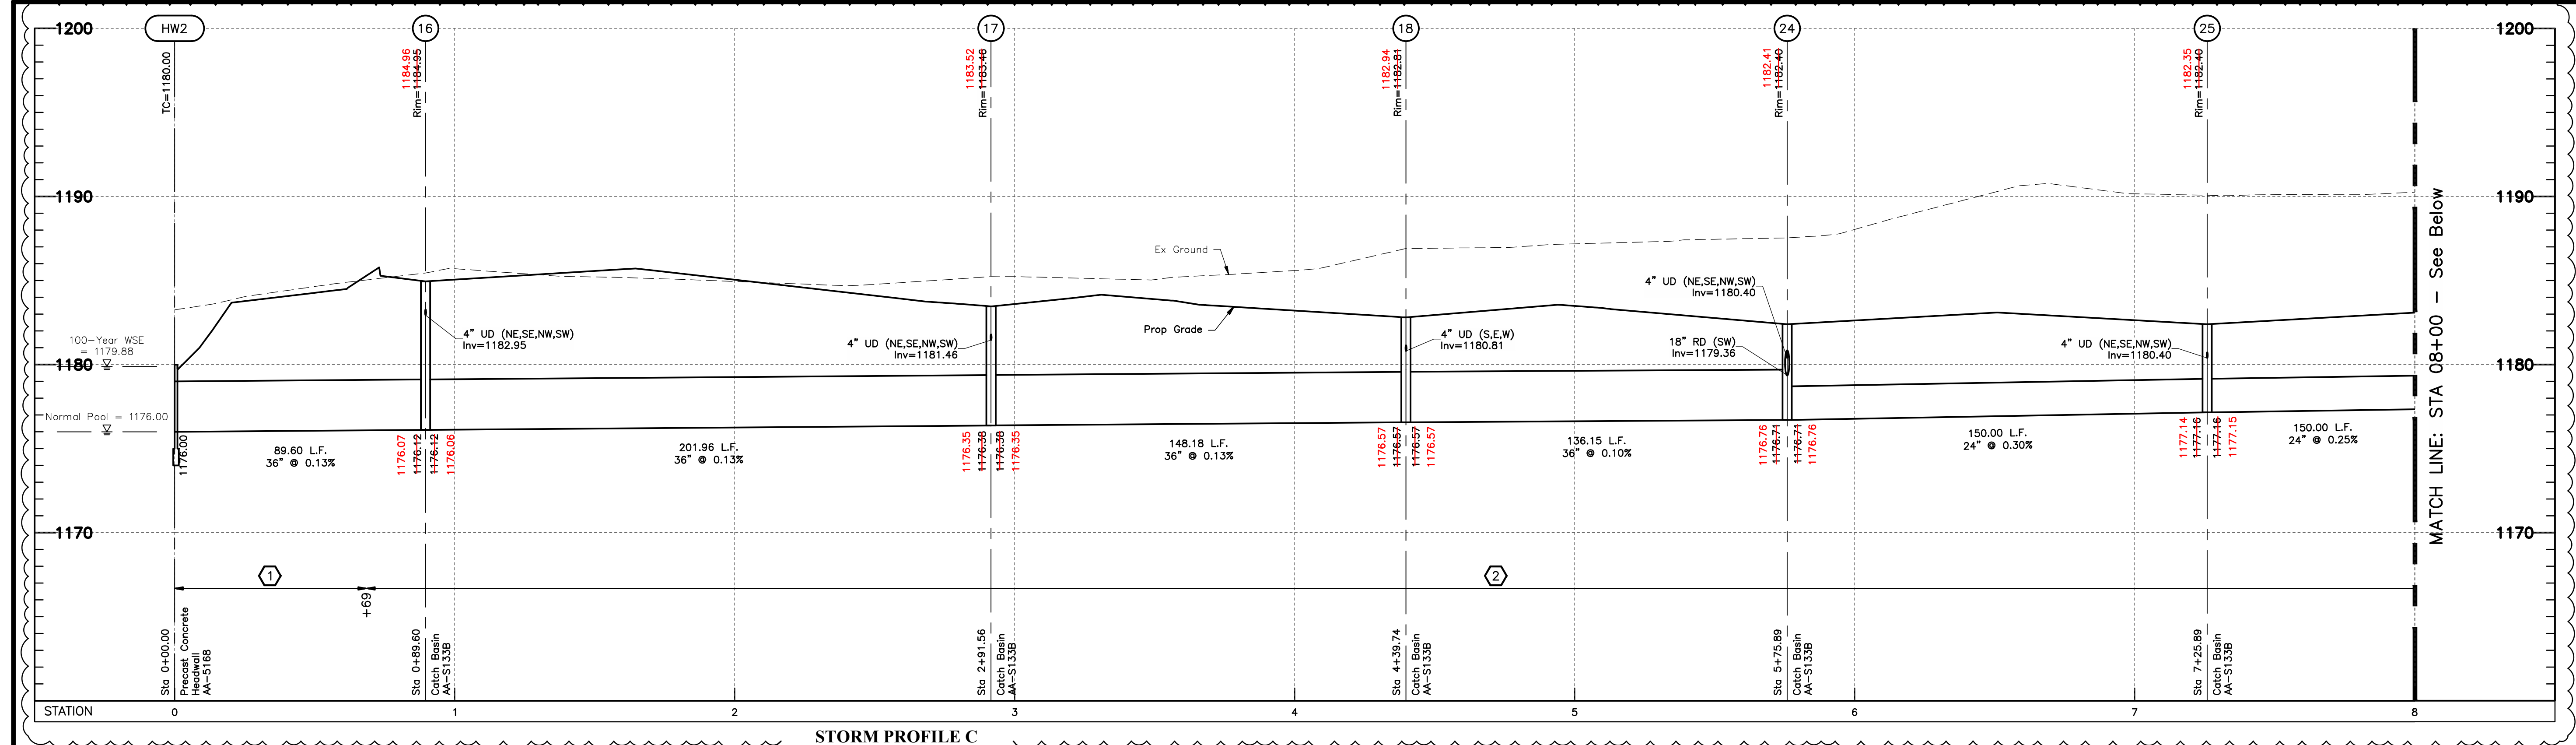 HW2
16
17
18
24
25
1200
1200
TC=1180.00
1184.96
Rim=1184.95
1183.52
Rim=1183.46
1182.94
Rim=1182.81
1182.41
Rim=1182.40
1182.35
Rim=1182.40
1190
1190
Ex Ground
Prop Grade
100-Year WSE
= 1179.88
4" UD (NE,SE,NW,SW)
Inv=1182.95
4" UD (NE,SE,NW,SW)
Inv=1181.46
4" UD (S,E,W)
Inv=1180.81
4" UD (NE,SE,NW,SW)
Inv=1180.40
18" RD (SW)
Inv=1179.36
4" UD (NE,SE,NW,SW)
Inv=1180.40
1180
1180
Normal Pool = 1176.00
1176.00
89.60 L.F.
36" @ 0.13%
1176.07
1176.12
1176.12
1176.06
201.96 L.F.
36" @ 0.13%
1176.35
1176.38
1176.38
1176.35
148.18 L.F.
36" @ 0.13%
1176.57
1176.57
1176.57
1176.57
136.15 L.F.
36" @ 0.10%
1176.76
1176.71
1176.71
1176.76
150.00 L.F.
24" @ 0.30%
1177.14
1177.16
1177.16
1177.15
150.00 L.F.
24" @ 0.25%
MATCH LINE: STA 08+00 - See Below
1170
1170
1
2
+69
Sta 0+00.00
Precast Concrete
Headwall
AA-5168
Sta 0+89.60
Catch Basin
AA-S133B
Sta 2+91.56
Catch Basin
AA-S133B
Sta 4+39.74
Catch Basin
AA-S133B
Sta 5+75.89
Catch Basin
AA-S133B
Sta 7+25.89
Catch Basin
AA-S133B
STATION 0 1 2 3 4 5 6 7 8
STORM PROFILE C